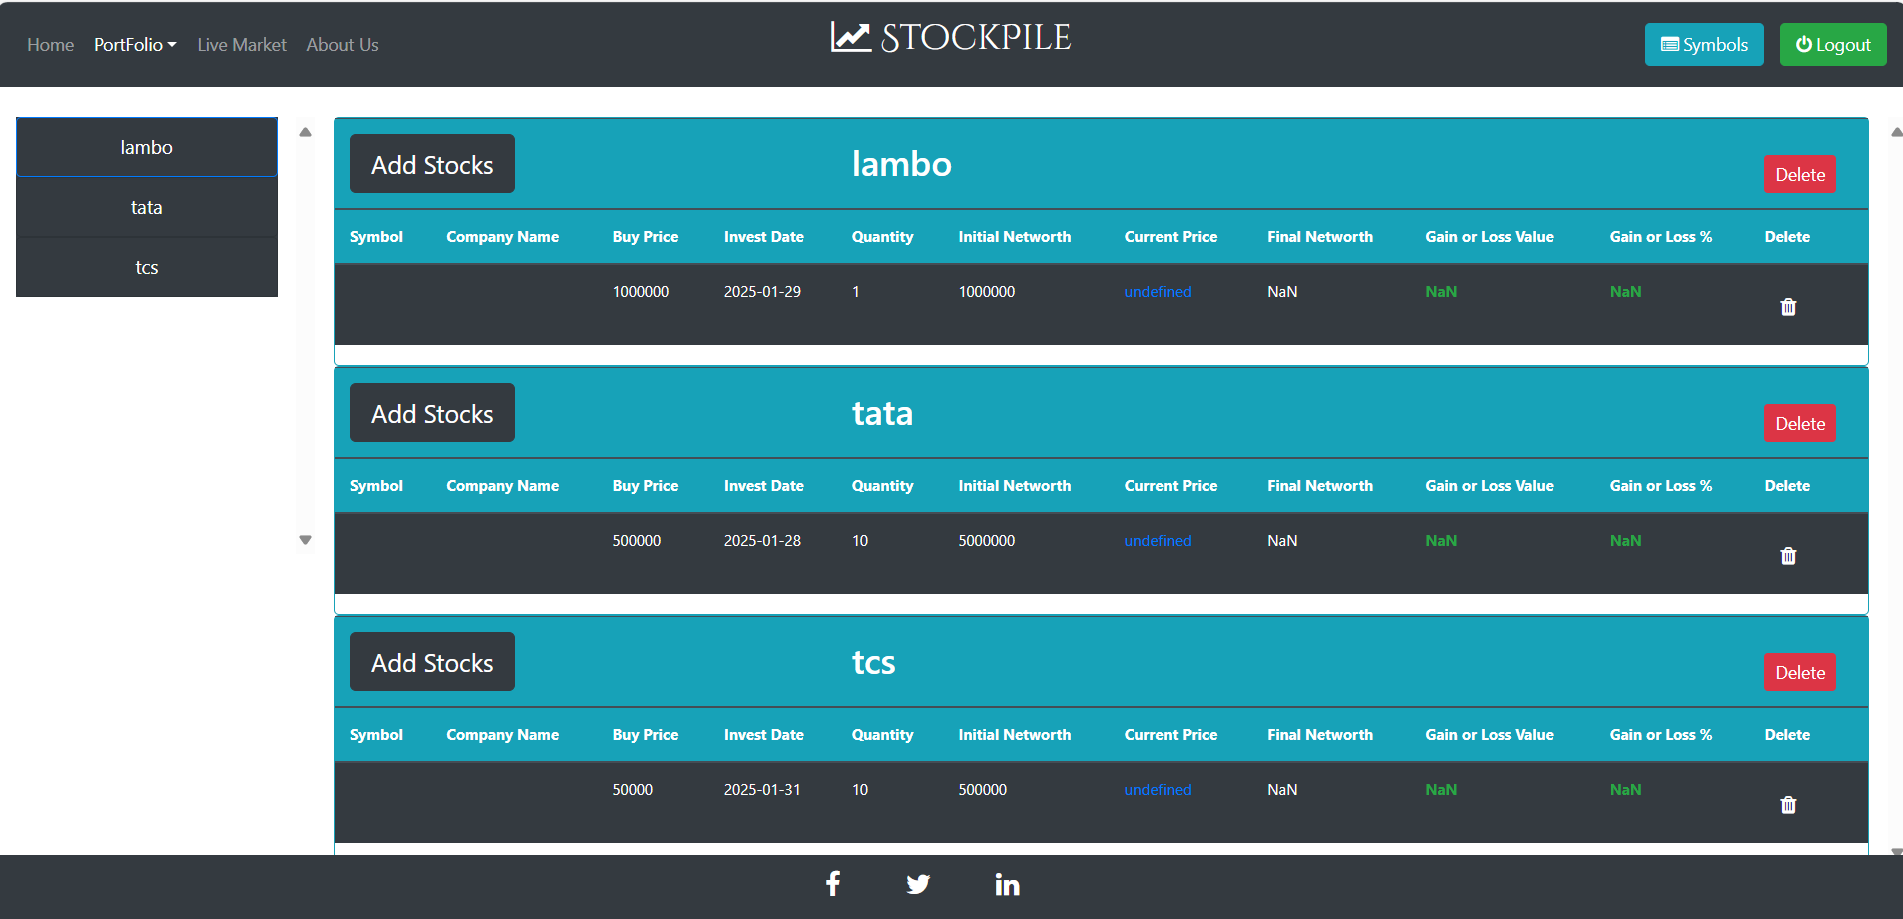 Home PortFolio Live Market About Us STOCKPILE Symbols Logout
lambo
tata
tcs
Add Stocks lambo Delete
Symbol Company Name Buy Price Invest Date Quantity Initial Networth Current Price Final Networth Gain or Loss Value Gain or Loss % Delete
1000000 2025-01-29 1 1000000 undefined NaN NaN NaN
Add Stocks tata Delete
Symbol Company Name Buy Price Invest Date Quantity Initial Networth Current Price Final Networth Gain or Loss Value Gain or Loss % Delete
500000 2025-01-28 10 5000000 undefined NaN NaN NaN
Add Stocks tcs Delete
Symbol Company Name Buy Price Invest Date Quantity Initial Networth Current Price Final Networth Gain or Loss Value Gain or Loss % Delete
50000 2025-01-31 10 500000 undefined NaN NaN NaN